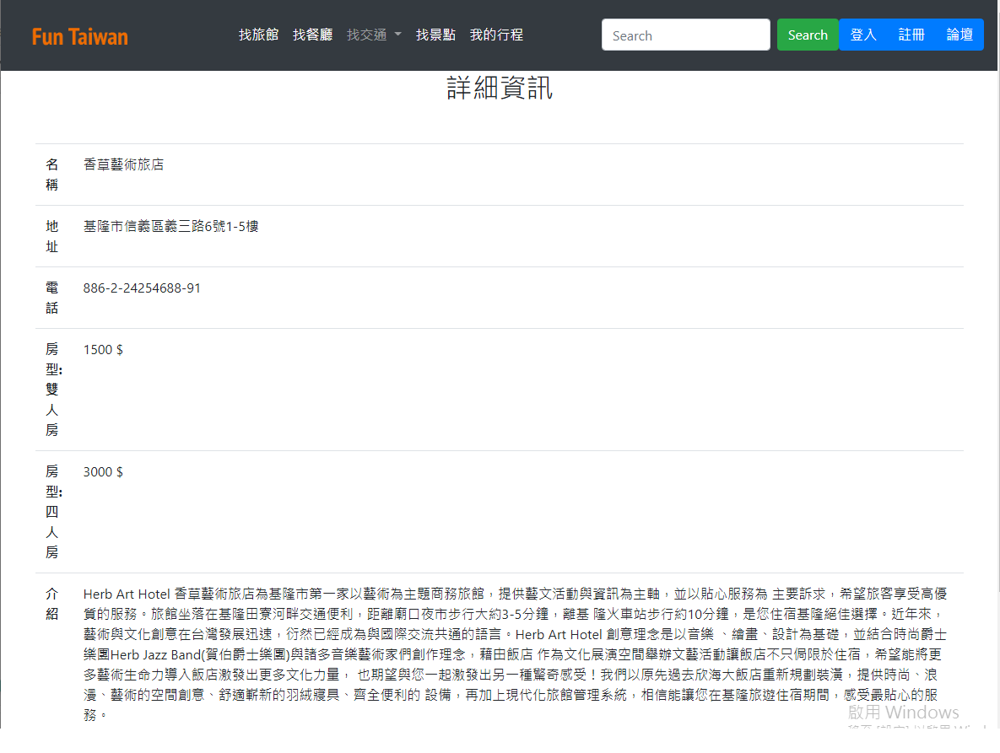 Fun Taiwan
找旅館 找餐廳 找交通 找景點 我的行程
Search
Search
登入 註冊 論壇
詳細資訊
名稱 香草藝術旅店
地址 基隆市信義區義三路6號1-5樓
電話 886-2-24254688-91
房型:雙人房 1500 $
房型:四人房 3000 $
介紹
Herb Art Hotel 香草藝術旅店為基隆市第一家以藝術為主題商務旅館，提供藝文活動與資訊為主軸，並以貼心服務為 主要訴求，希望旅客享受高優
質的服務。旅館坐落在基隆田寮河畔交通便利，距離廟口夜市步行大約3-5分鐘，離基 隆火車站步行約10分鐘，是您住宿基隆絕佳選擇。近年來，
藝術與文化創意在台灣發展迅速，衍然已經成為與國際交流共通的語言。Herb Art Hotel 創意理念是以音樂 、繪畫、設計為基礎，並結合時尚爵士
樂團Herb Jazz Band(賀伯爵士樂團)與諸多音樂藝術家們創作理念，藉由飯店 作為文化展演空間舉辦文藝活動讓飯店不只侷限於住宿，希望能將更
多藝術生命力導入飯店激發出更多文化力量， 也期望與您一起激發出另一種驚奇感受！我們以原先過去欣海大飯店重新規劃裝潢，提供時尚、浪
漫、藝術的空間創意、舒適嶄新的羽絨寢具、齊全便利的 設備，再加上現代化旅館管理系統，相信能讓您在基隆旅遊住宿期間，感受最貼心的服
務。
啟用 Windows